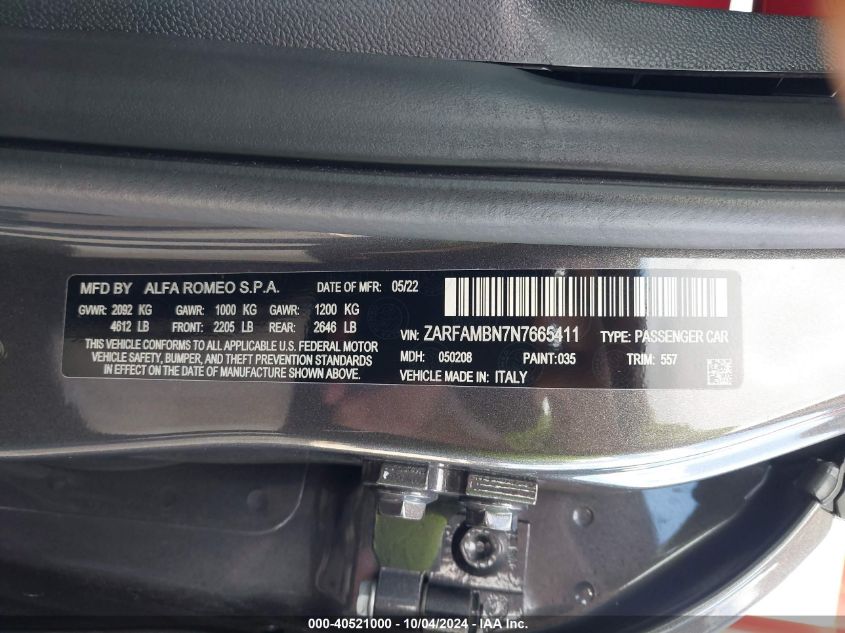 MFD BY ALFA ROMEO S.P.A. DATE OF MFR: 05/22
GVWR: 2092 KG GAWR: 1000 KG GAWR: 1200 KG
4612 LB FRONT: 2205 LB REAR: 2646 LB
THIS VEHICLE CONFORMS TO ALL APPLICABLE U.S. FEDERAL MOTOR
VEHICLE SAFETY, BUMPER, AND THEFT PREVENTION STANDARDS
IN EFFECT ON THE DATE OF MANUFACTURE SHOWN ABOVE.
VIN: ZARFAMBN7N7665411 TYPE: PASSENGER CAR
MDH: 050208 PAINT:035 TRIM: 557
VEHICLE MADE IN: ITALY
000-40521000 - 10/04/2024 - IAA Inc.